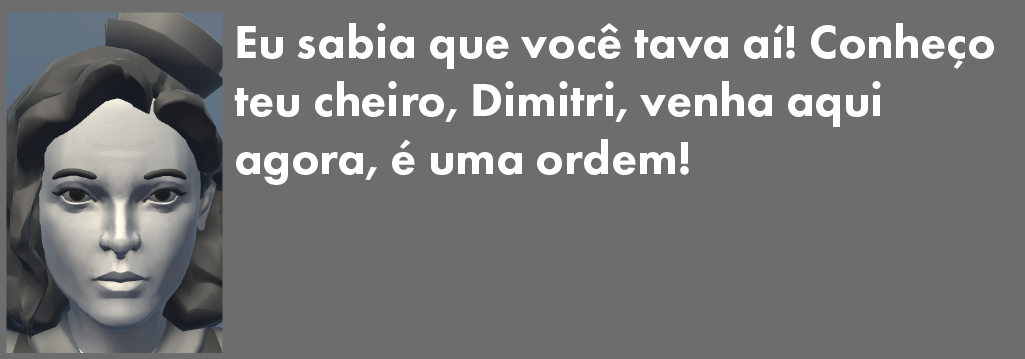 Eu sabia que você tava aí! Conheço
teu cheiro, Dimitri, venha aqui
agora, é uma ordem!